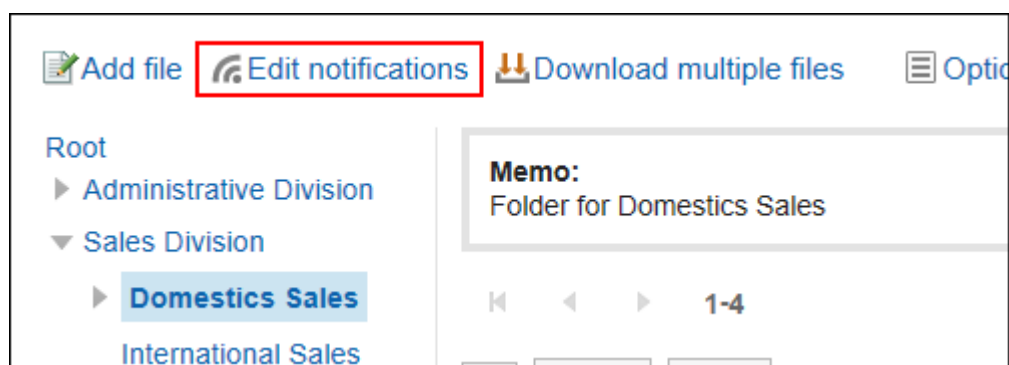 Add file Edit notifications Download multiple files
Root
Administrative Division
Sales Division
Domestics Sales
International Sales
Memo:
Folder for Domestics Sales
1-4